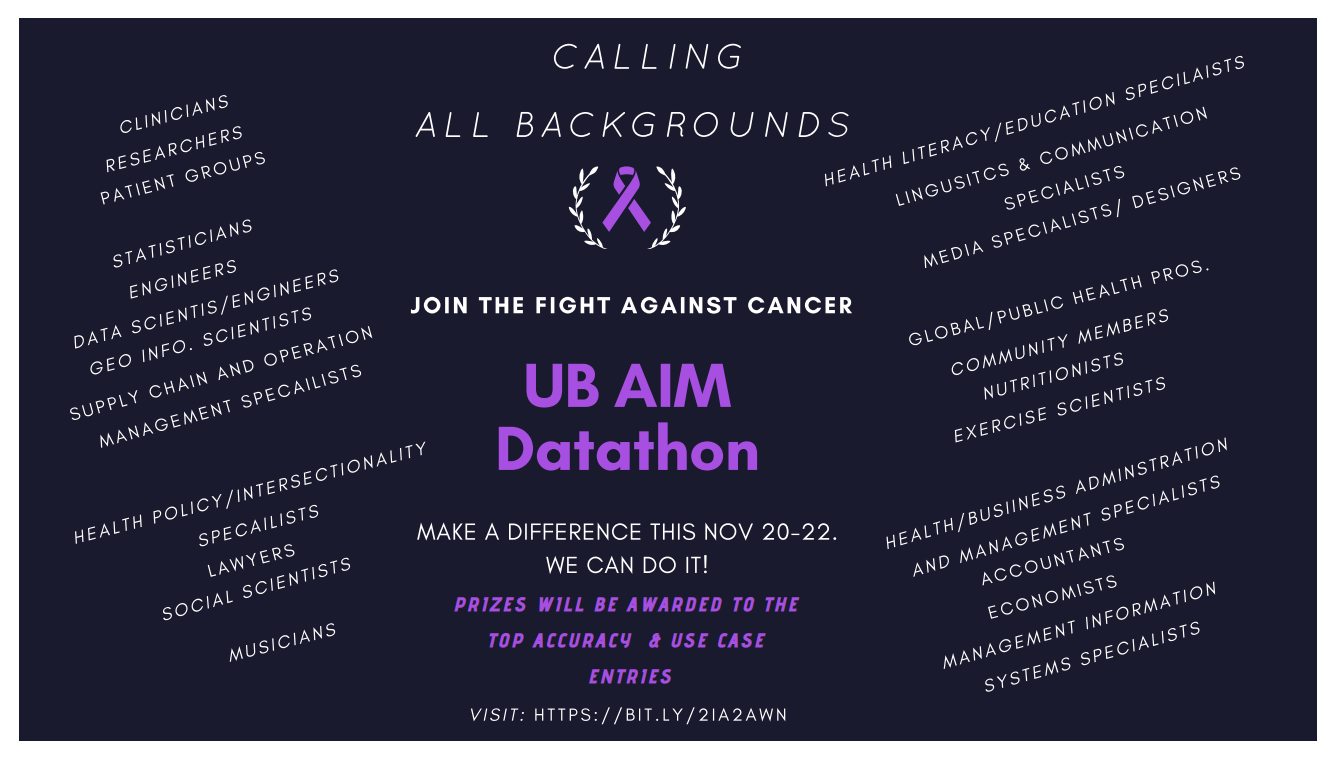 CALLING
ALL BACKGROUNDS
CLINICIANS
RESEARCHERS
PATIENT GROUPS
STATISTICIANS
ENGINEERS
DATA SCIENTIS/ENGINEERS
GEO INFO. SCIENTISTS
SUPPLY CHAIN AND OPERATION
MANAGEMENT SPECAILISTS
HEALTH POLICY/INTERSECTIONALITY
SPECAILISTS
LAWYERS
SOCIAL SCIENTISTS
MUSICIANS
JOIN THE FIGHT AGAINST CANCER
UB AIM
Datathon
MAKE A DIFFERENCE THIS NOV 20-22.
WE CAN DO IT!
PRIZES WILL BE AWARDED TO THE
TOP ACCURACY & USE CASE
ENTRIES
VISIT: HTTPS://BIT.LY/2IA2AWN
HEALTH LITERACY/EDUCATION SPECILAISTS
LINGUSITCS & COMMUNICATION
SPECIALISTS
MEDIA SPECIALISTS/ DESIGNERS
GLOBAL/PUBLIC HEALTH PROS.
COMMUNITY MEMBERS
NUTRITIONISTS
EXERCISE SCIENTISTS
HEALTH/BUSIINESS ADMINSTRATION
AND MANAGEMENT SPECIALISTS
ACCOUNTANTS
ECONOMISTS
MANAGEMENT INFORMATION
SYSTEMS SPECIALISTS